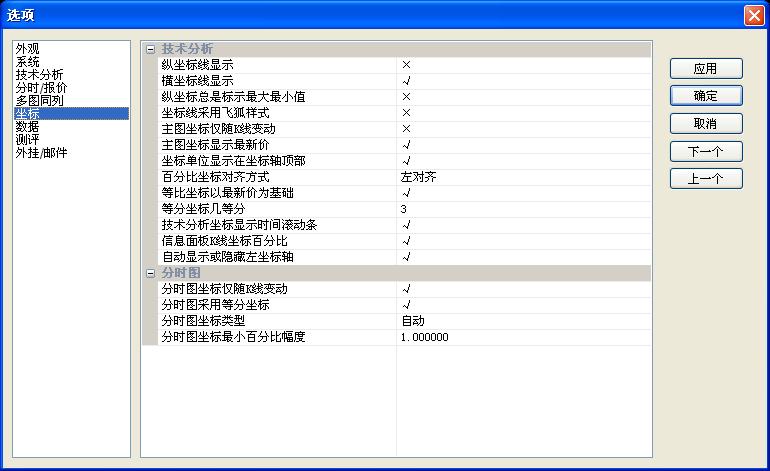 选项
外观
系统
技术分析
分时/报价
多图同列
坐标
数据
测评
外挂/邮件
技术分析
纵坐标线显示 ×
横坐标线显示 √
纵坐标总是标示最大最小值 ×
坐标线采用飞狐样式 ×
主图坐标仅随K线变动 ×
主图坐标显示最新价 √
坐标单位显示在坐标轴顶部 √
百分比坐标对齐方式 左对齐
等比坐标以最新价为基础 √
等分坐标几等分 3
技术分析坐标显示时间滚动条 √
信息面板K线坐标百分比 √
自动显示或隐藏左坐标轴 √
分时图
分时图坐标仅随K线变动 √
分时图采用等分坐标 √
分时图坐标类型 自动
分时图坐标最小百分比幅度 1.000000
应用
确定
取消
下一个
上一个